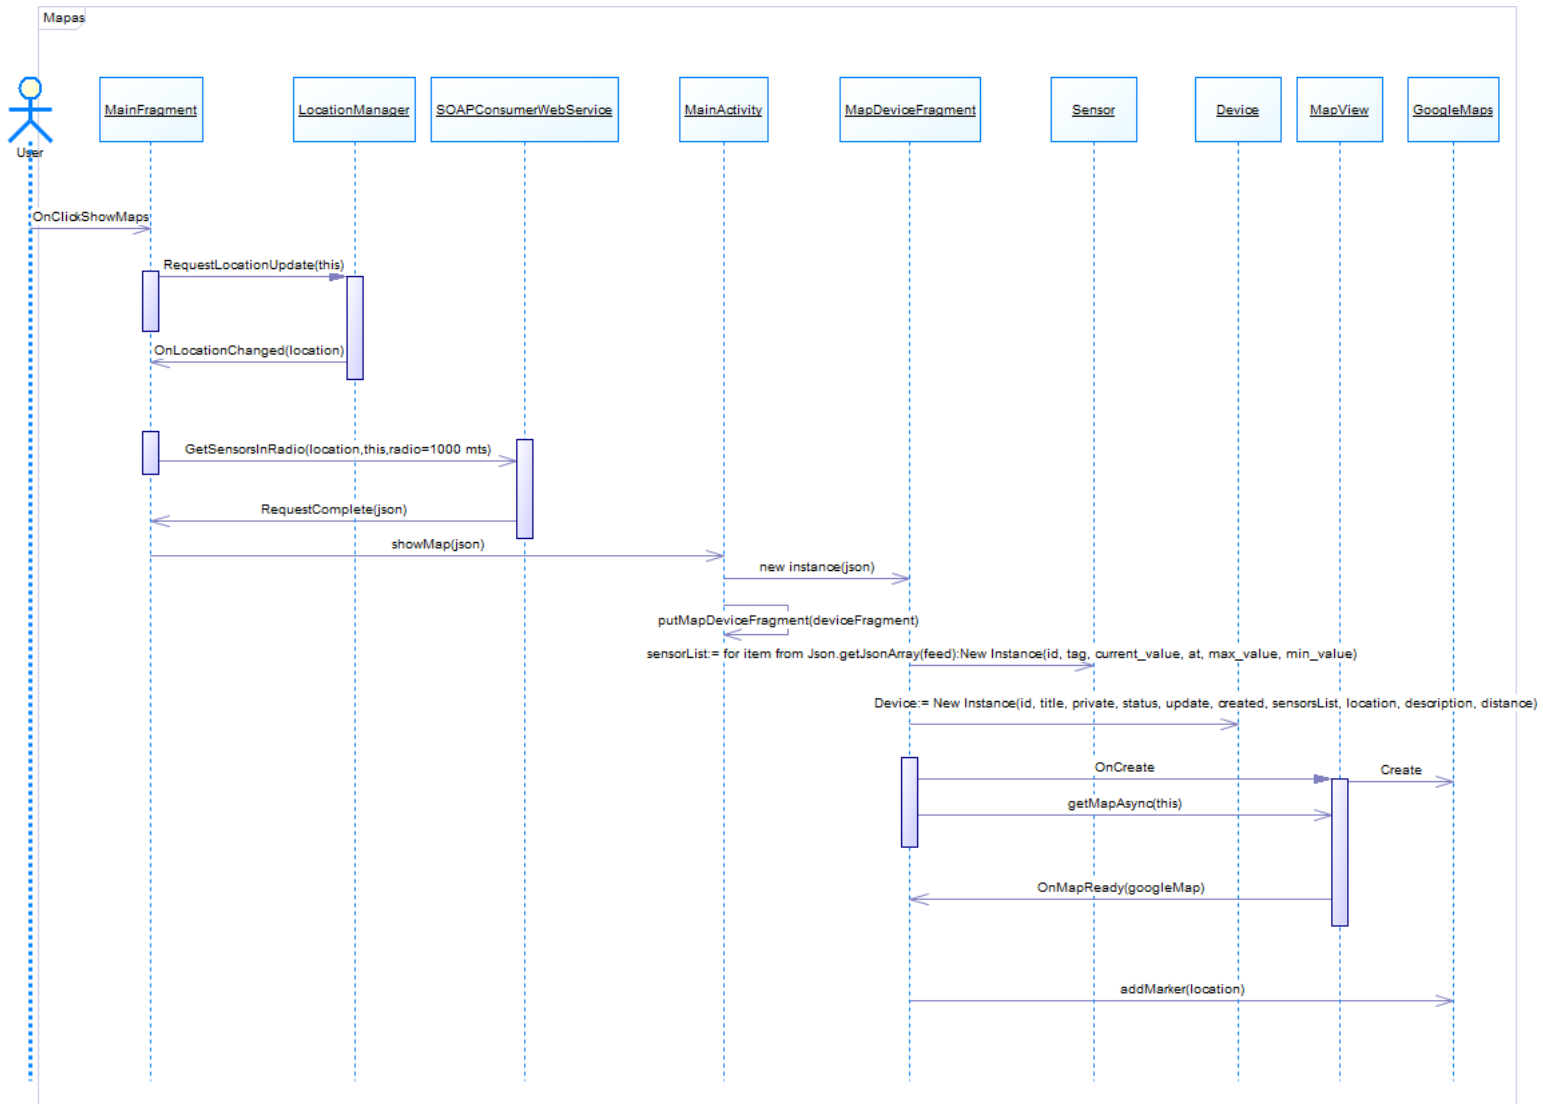 Mapas
User
MainFragment
LocationManager
SOAPConsumerWebService
MainActivity
MapDeviceFragment
Sensor
Device
MapView
GoogleMaps
OnClickShowMaps
RequestLocationUpdate(this)
OnLocationChanged(location)
GetSensorsInRadio(location,this,radio=1000 mts)
RequestComplete(json)
showMap(json)
new instance(json)
putMapDeviceFragment(deviceFragment)
sensorList:= for item from Json.getJsonArray(feed):New Instance(id, tag, current_value, at, max_value, min_value)
Device:= New Instance(id, title, private, status, update, created, sensorsList, location, description, distance)
OnCreate
Create
getMapAsync(this)
OnMapReady(googleMap)
addMarker(location)